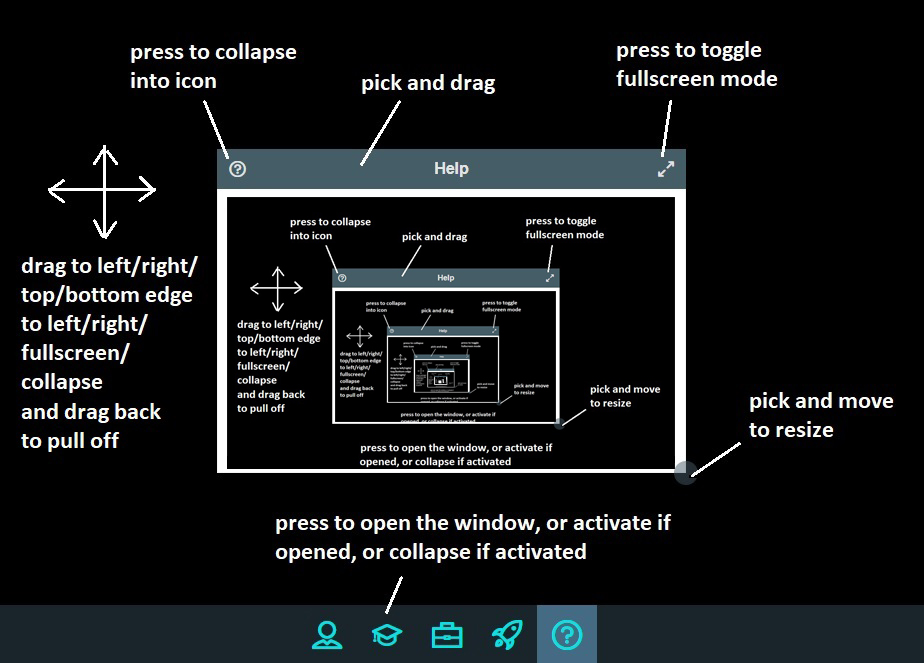 press to collapse
into icon
pick and drag
press to toggle
fullscreen mode
Help
drag to left/right/
top/bottom edge
to left/right/
fullscreen/
collapse
and drag back
to pull off
press to collapse
into icon
pick and drag
press to toggle
fullscreen mode
Help
drag to left/right/
top/bottom edge
to left/right/
fullscreen/
collapse
and drag back
to pull off
press to collapse
into icon
pick and drag
press to toggle
fullscreen mode
Help
drag to left/right/
top/bottom edge
to left/right/
fullscreen/
collapse
and drag back
to pull off
pick and move
to resize
press to open the window, or activate if
opened, or collapse if activated
pick and move
to resize
press to open the window, or activate if
opened, or collapse if activated
pick and move
to resize
press to open the window, or activate if
opened, or collapse if activated